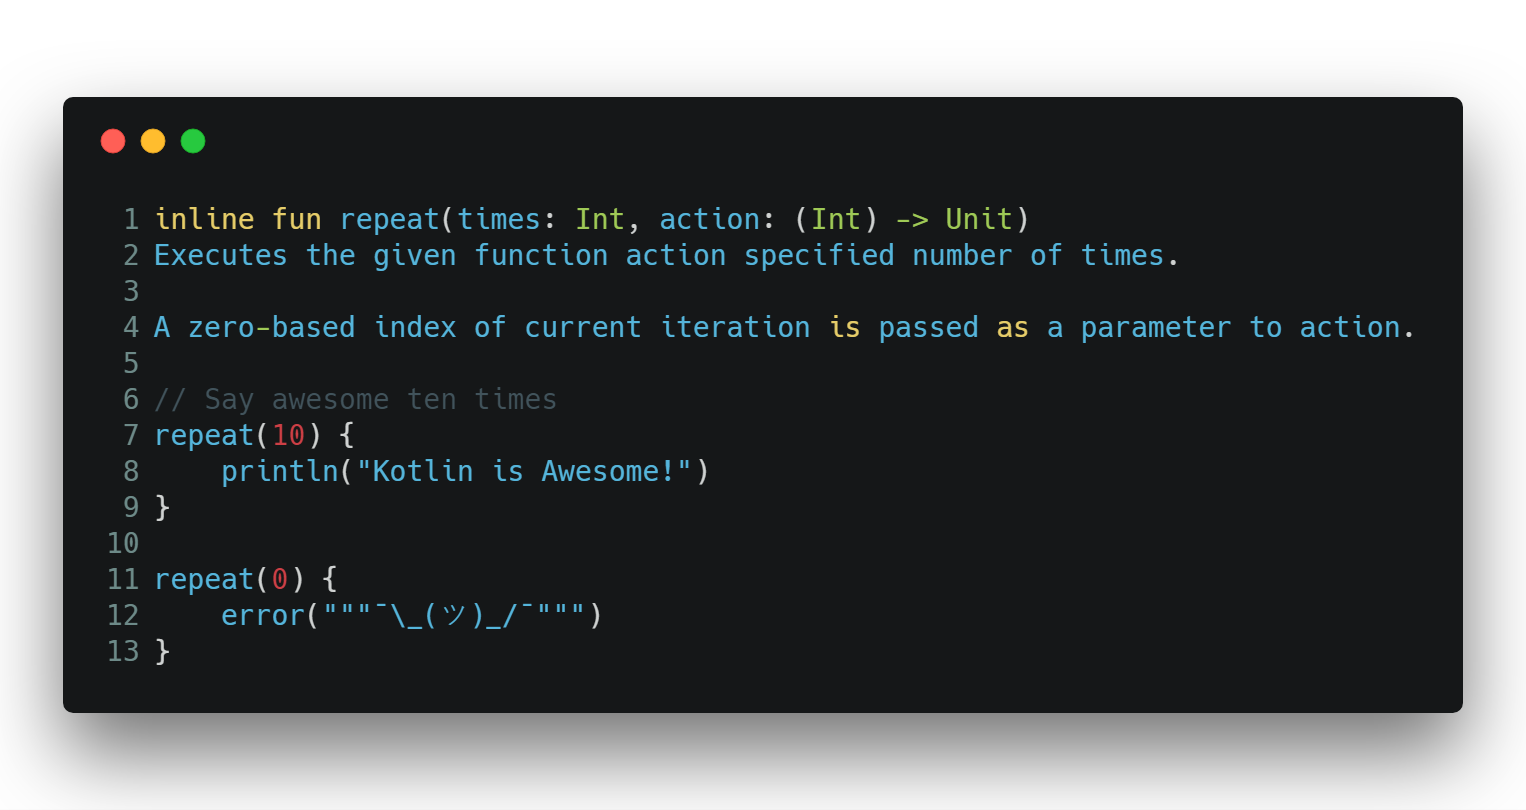 1 inline fun repeat(times: Int, action: (Int) -> Unit)
2 Executes the given function action specified number of times.
3
4 A zero-based index of current iteration is passed as a parameter to action.
5
6 // Say awesome ten times
7 repeat(10) {
8     println("Kotlin is Awesome!")
9 }
10
11 repeat(0) {
12     error("""¯\_(ツ)_/¯""")
13 }